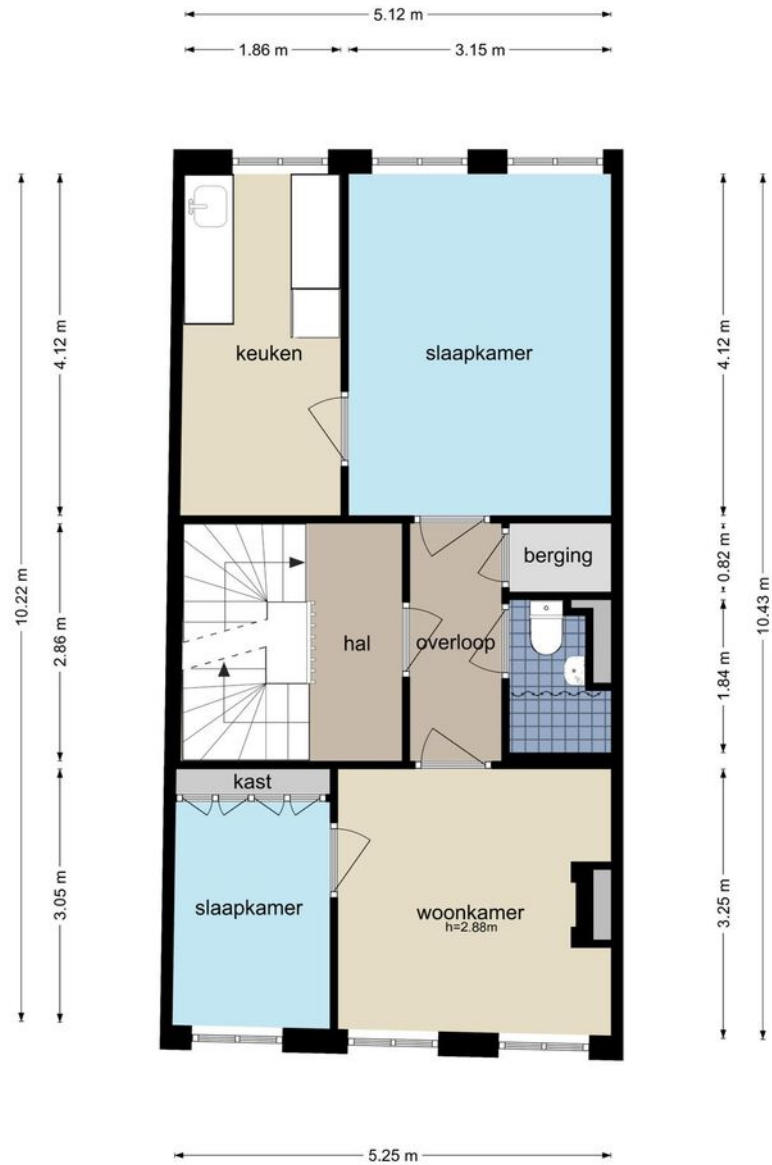 5.12 m
1.86 m
3.15 m
4.12 m
4.12 m
keuken
slaapkamer
10.22 m
10.43 m
2.86 m
0.82 m
berging
hal
overloop
1.84 m
kast
3.05 m
slaapkamer
woonkamer
h=2.88m
3.25 m
5.25 m